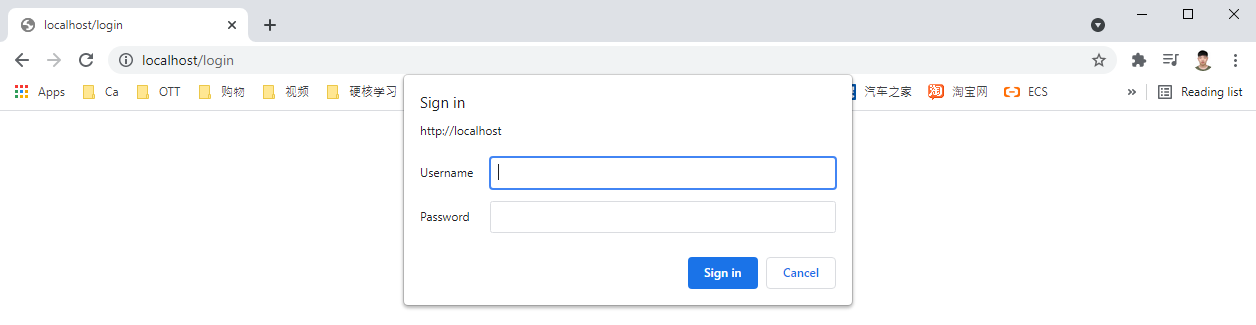 localhost/login
localhost/login
Apps Ca OTT 购物 视频 硬核学习 汽车之家 淘 淘宝网 ECS » Reading list
Sign in
http://localhost
Username
Password
Sign in Cancel